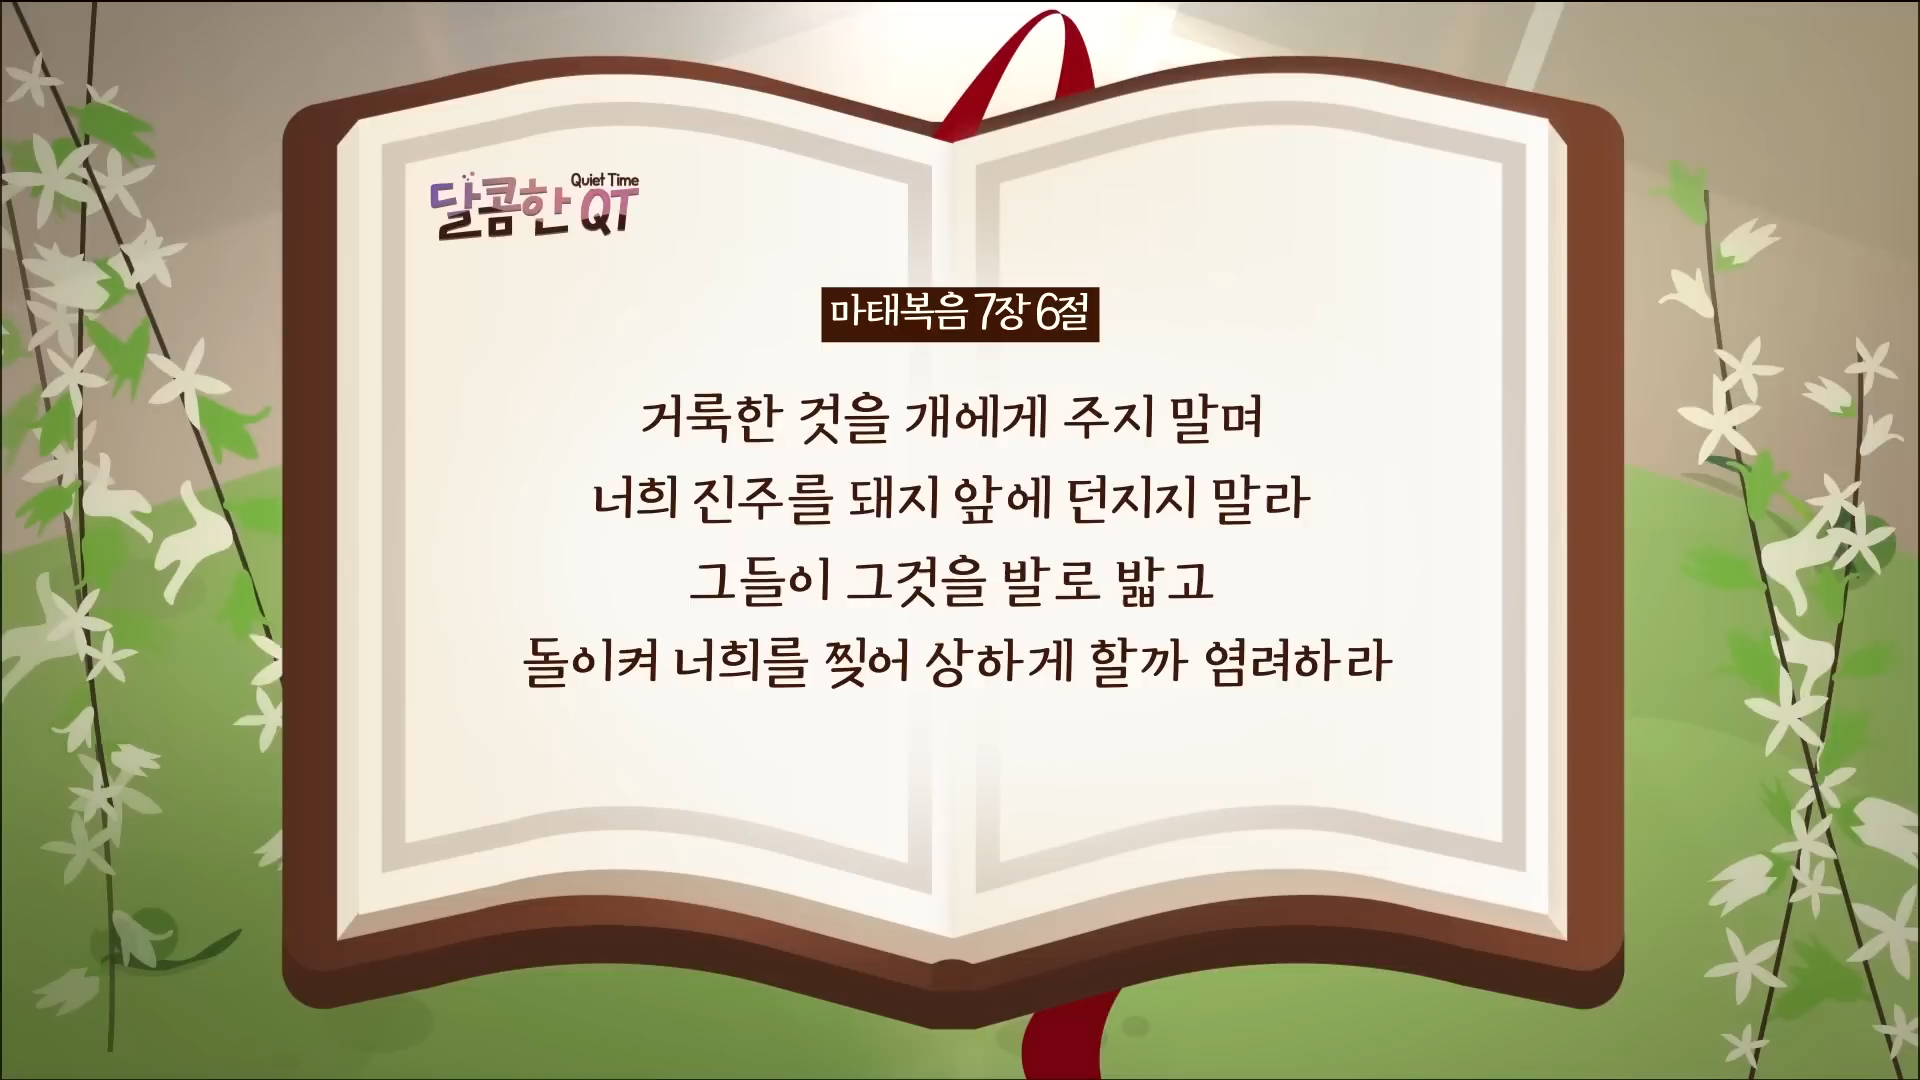 달콤한 QT
Quiet Time
마태복음 7장 6절
거룩한 것을 개에게 주지 말며
너희 진주를 돼지 앞에 던지지 말라
그들이 그것을 발로 밟고
돌이켜 너희를 찢어 상하게 할까 염려하라